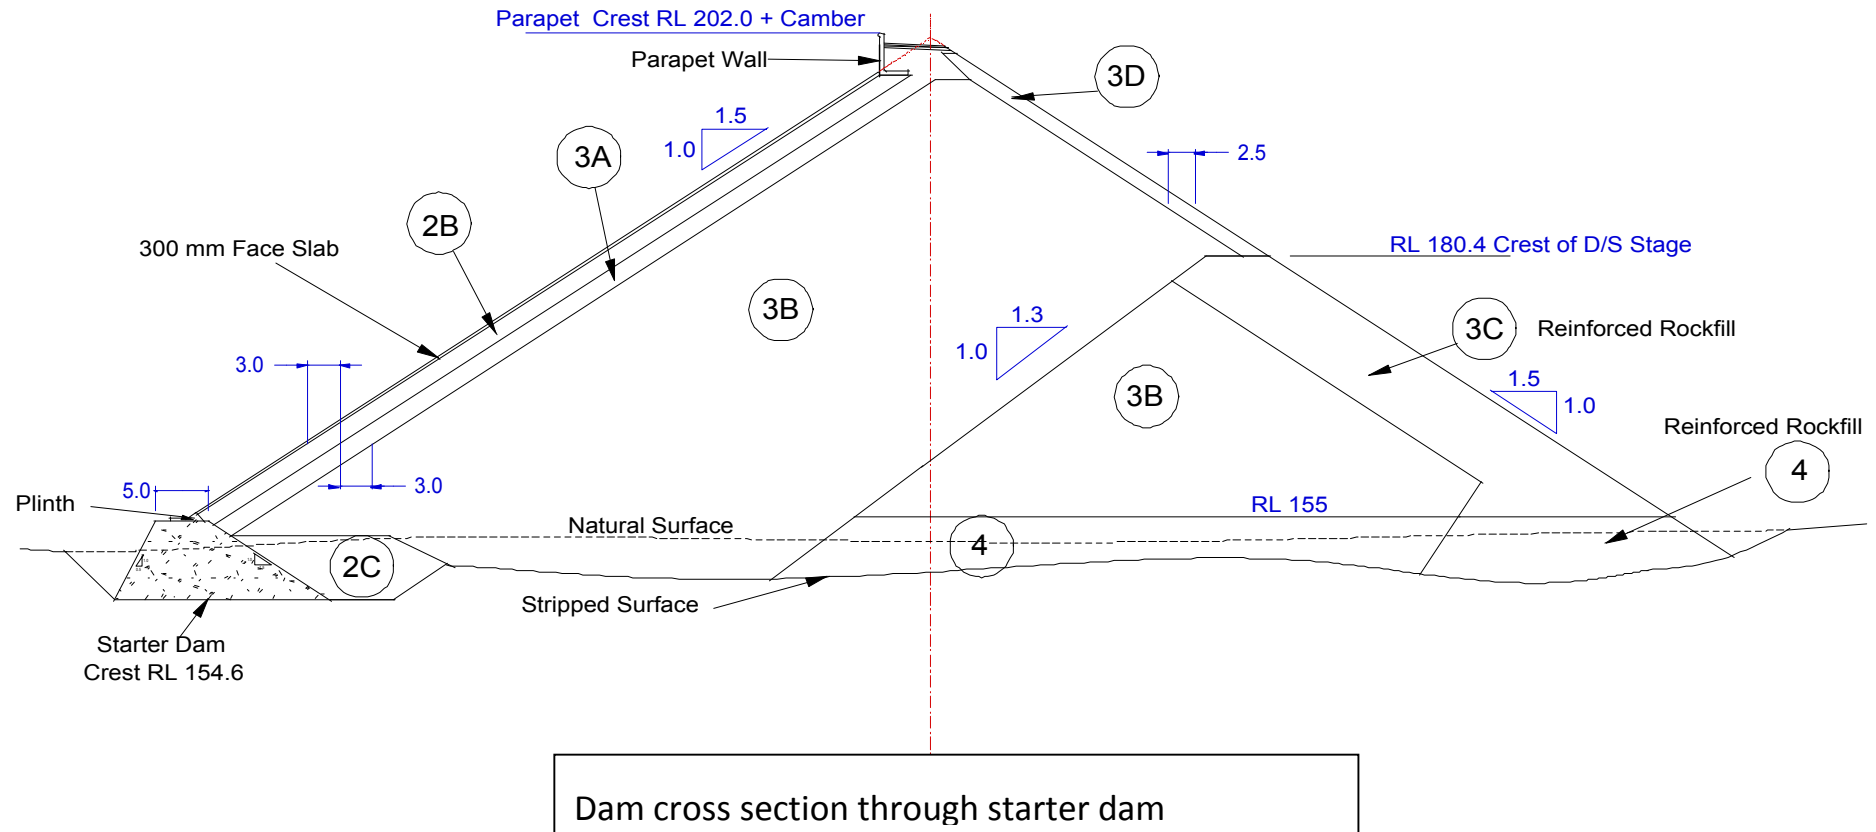 Parapet Crest RL 202.0 + Camber
Parapet Wall
3D
1.5
1.0
2.5
3A
2B
300 mm Face Slab
RL 180.4 Crest of D/S Stage
3B
1.3
1.0
3C Reinforced Rockfill
3.0
3B
1.5
1.0
Reinforced Rockfill
4
5.0
3.0
Plinth
RL 155
Natural Surface
4
2C
Stripped Surface
Starter Dam
Crest RL 154.6
Dam cross section through starter dam